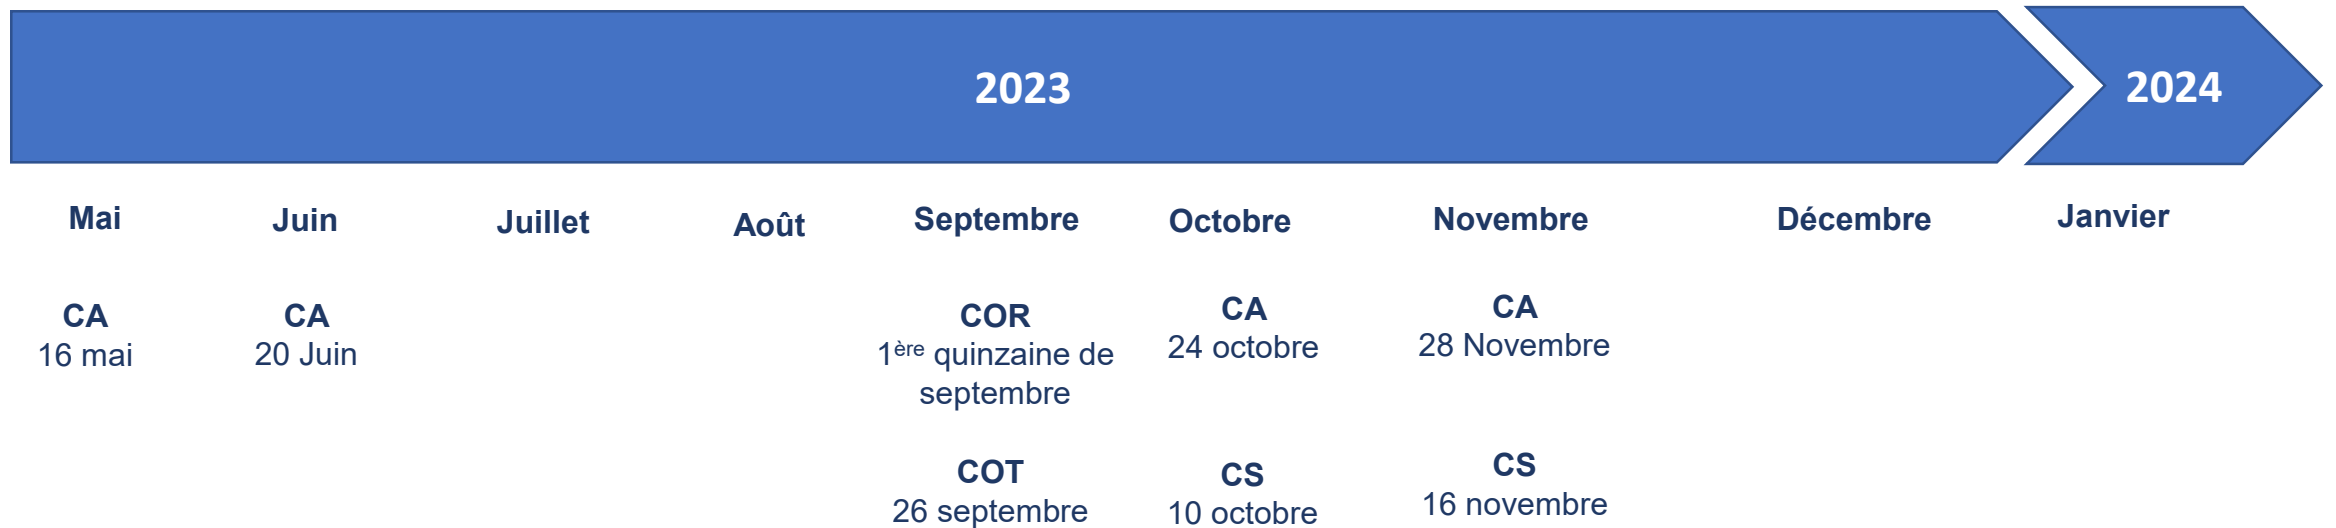 2023
2024
Mai
Juin
Juillet
Août
Septembre
Octobre
Novembre
Décembre
Janvier
CA
16 mai
CA
20 Juin
COR
1ère quinzaine de
septembre
CA
24 octobre
CA
28 Novembre
COT
26 septembre
CS
10 octobre
CS
16 novembre